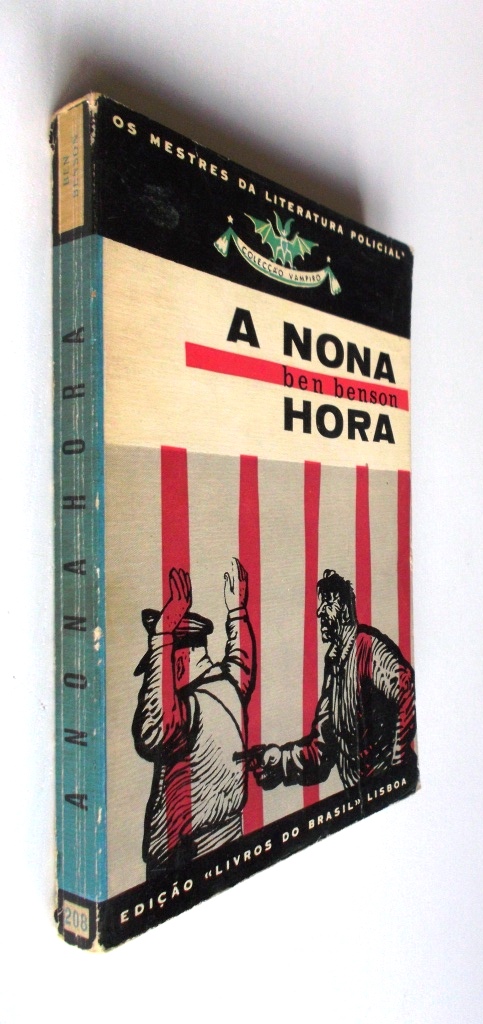 OS MESTRES DA LITERATURA POLICIAL
COLECÇÃO VAMPIRO
A NONA
ben benson
HORA
EDIÇÃO «LIVROS DO BRASIL» LISBOA
BEN
BENSON
A NONA HORA
208